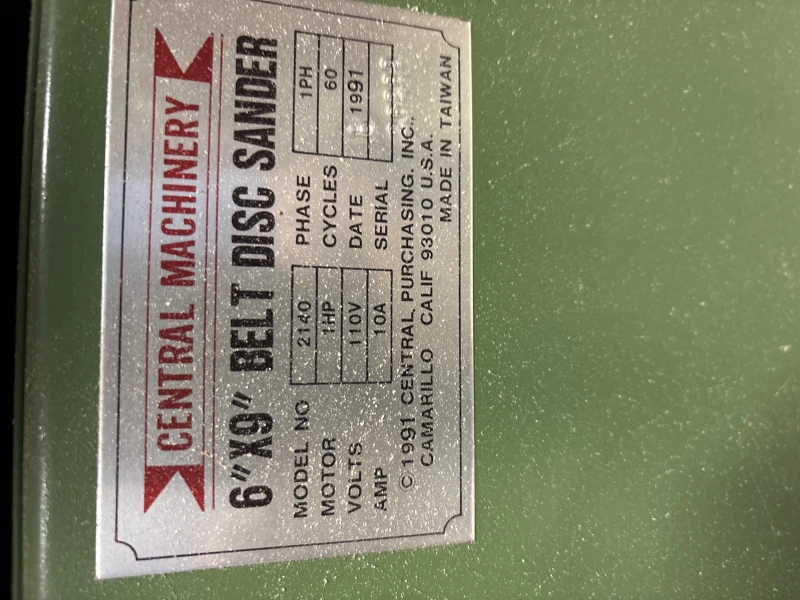 CENTRAL MACHINERY
6"X9" BELT DISC SANDER
MODEL NO 2140 PHASE 1PH
MOTOR 1HP CYCLES 60
VOLTS 110V DATE 1991
AMP 10A SERIAL
© 1991 CENTRAL PURCHASING, INC.,
CAMARILLO CALIF 93010 U.S.A.
MADE IN TAIWAN